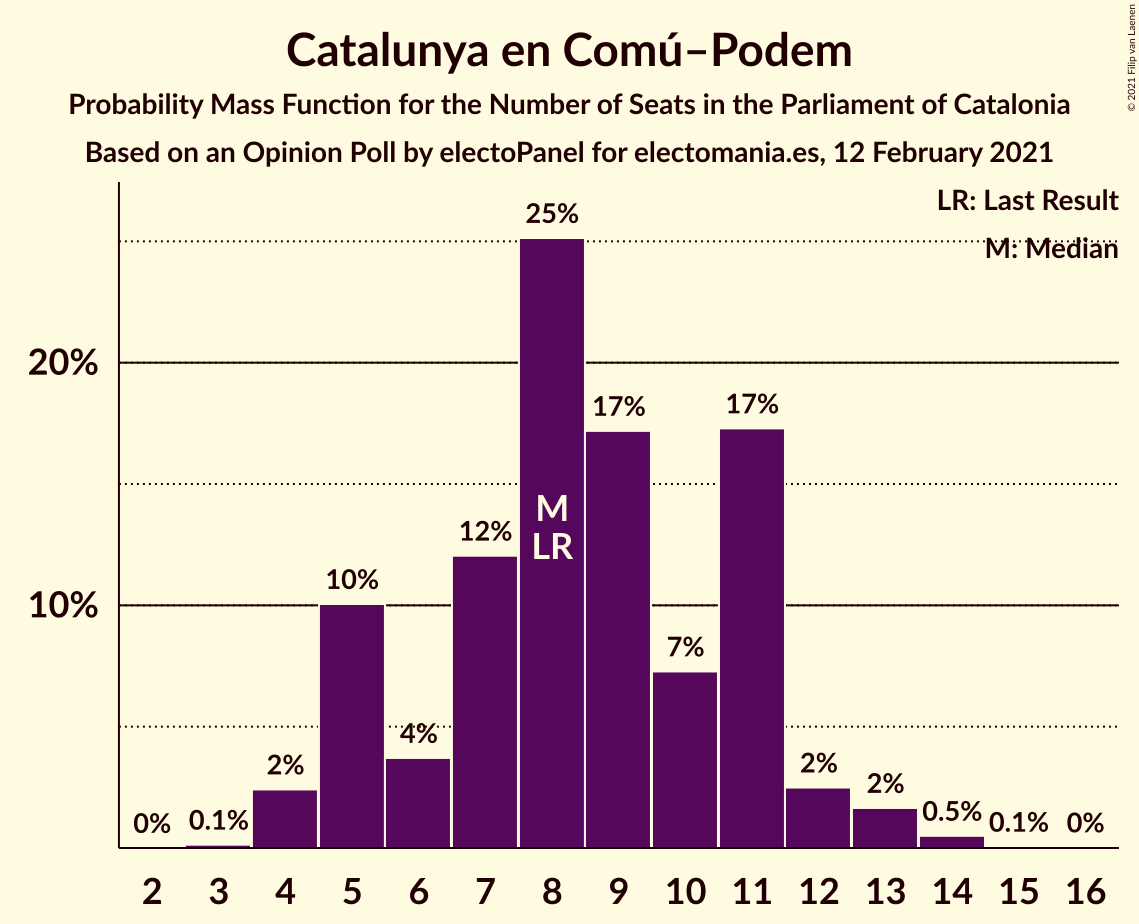 Catalunya en Comú–Podem
Probability Mass Function for the Number of Seats in the Parliament of Catalonia
Based on an Opinion Poll by electoPanel for electomania.es, 12 February 2021
© 2021 Filip van Laenen
LR: Last Result
M: Median
20%
10%
0%
0.1%
2%
10%
4%
12%
25%
M
LR
17%
7%
17%
2%
2%
0.5%
0.1%
0%
2 3 4 5 6 7 8 9 10 11 12 13 14 15 16